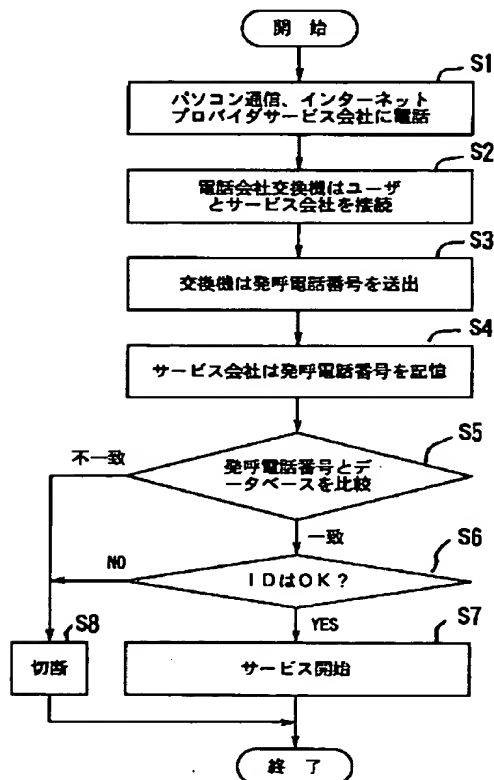 開 始
S1
パソコン通信、インターネット
プロバイダサービス会社に電話
S2
電話会社交換機はユーザ
とサービス会社を接続
S3
交換機は発呼電話番号を送出
S4
サービス会社は発呼電話番号を記憶
S5
不一致
発呼電話番号とデ
ータベースを比較
一致
S6
NO
IDはOK?
YES
S8
S7
切断
サービス開始
終 了